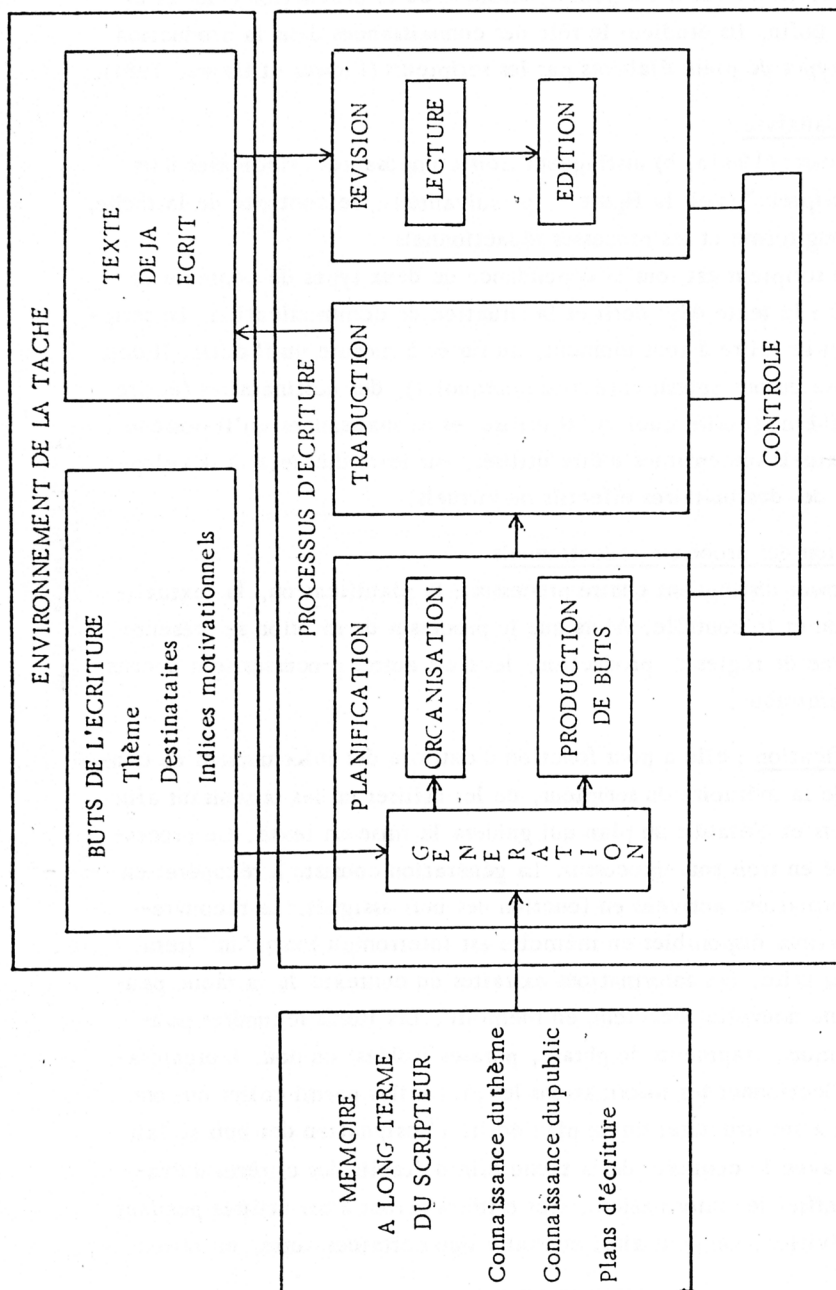 ENVIRONNEMENT DE LA TACHE
BUTS DE L'ECRITURE
Thème
Destinataires
Indices motivationnels
TEXTE
DEJA
ECRIT
MEMOIRE
A LONG TERME
DU SCRIPTEUR
Connaissance du thème
Connaissance du public
Plans d'écriture
PROCESSUS D'ECRITURE
PLANIFICATION
GENERATION
ORGANISATION
PRODUCTION
DE BUTS
TRADUCTION
REVISION
LECTURE
EDITION
CONTROLE